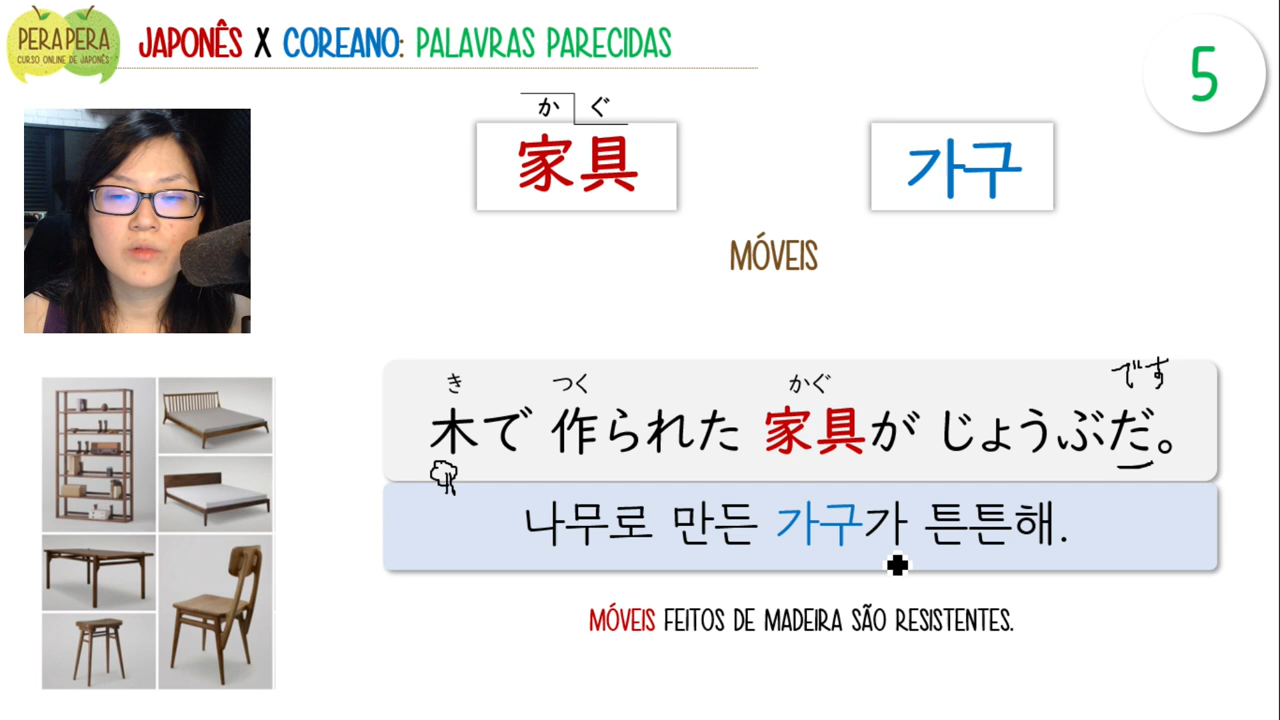 PERA PERA
CURSO ONLINE DE JAPONÊS
JAPONÊS X COREANO: PALAVRAS PARECIDAS
5
か ぐ
家具
가구
MÓVEIS
です
き つく かぐ
木で 作られた 家具が じょうぶだ。
나무로 만든 가구가 튼튼해.
MÓVEIS FEITOS DE MADEIRA SÃO RESISTENTES.